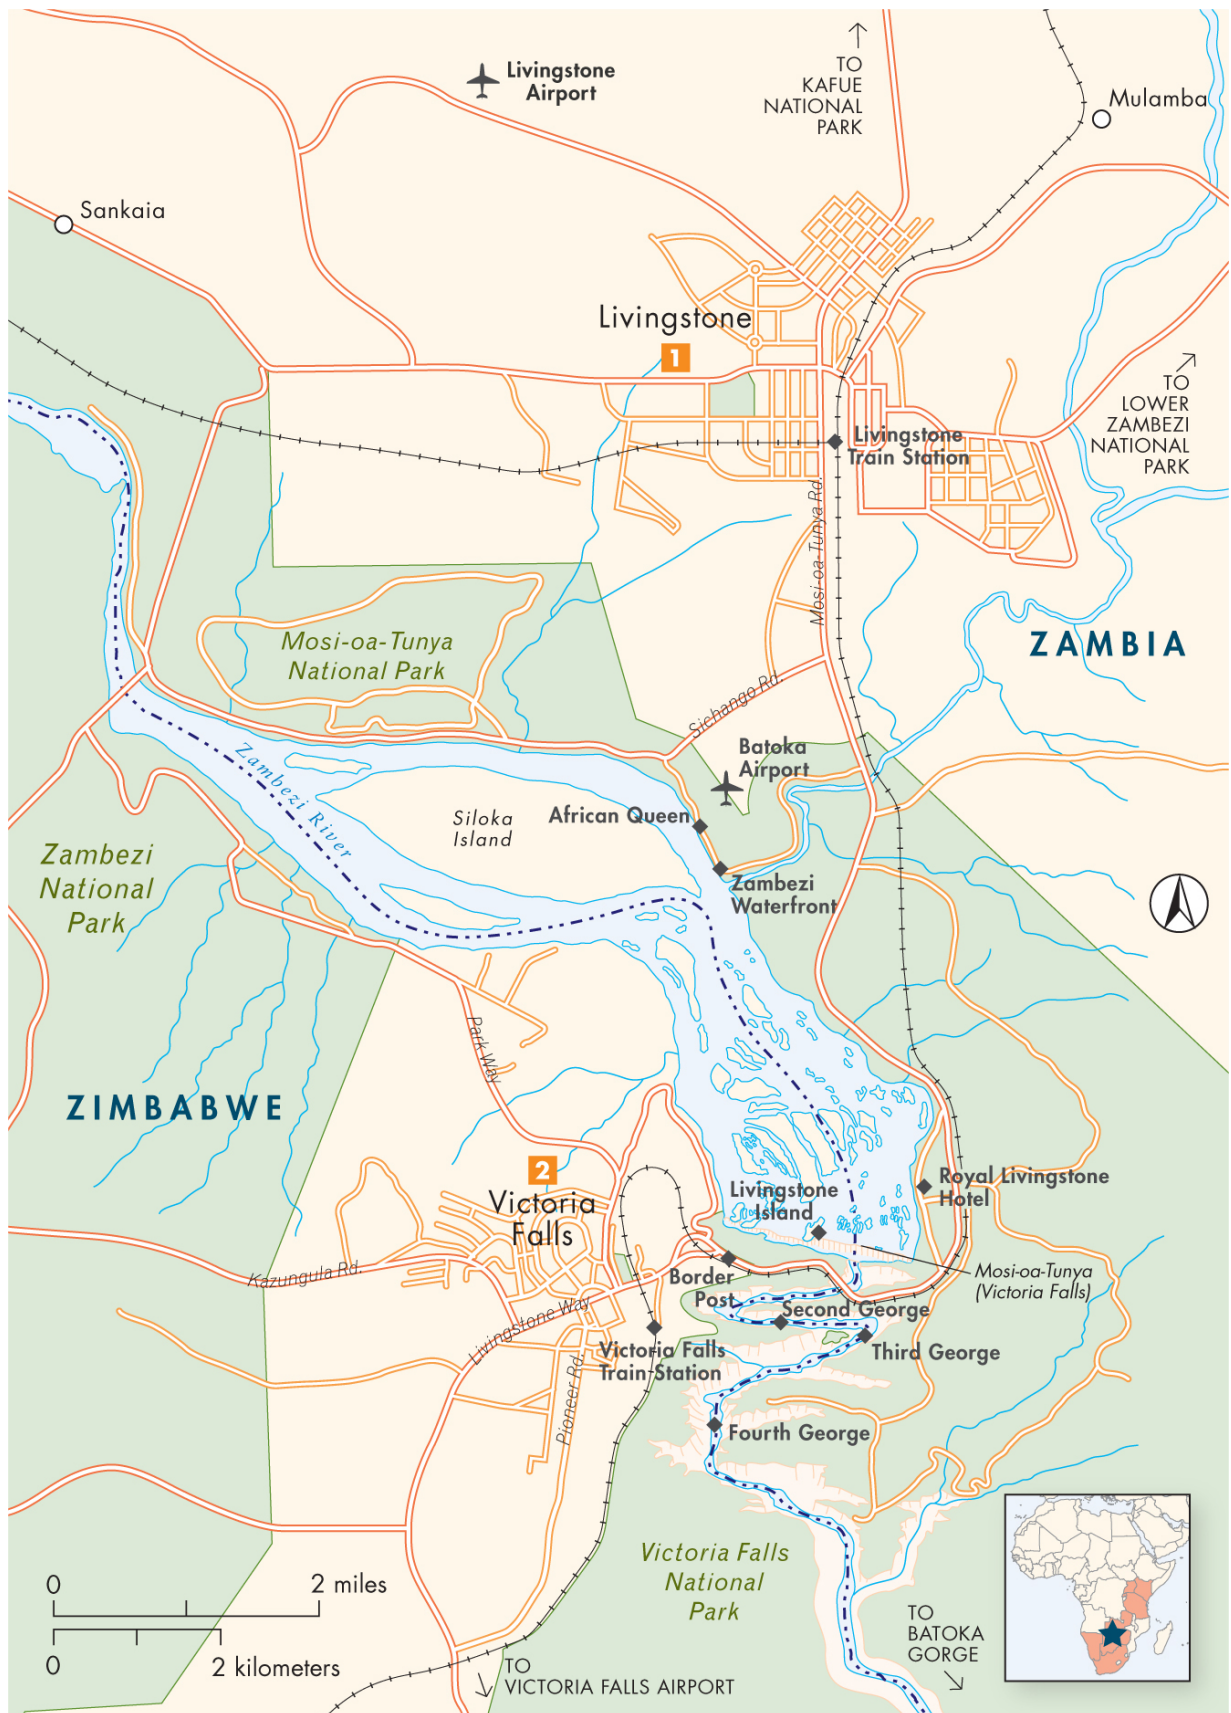 Livingstone
Airport
TO
KAFUE
NATIONAL
PARK
Mulamba
Sankaia
Livingstone
1
TO
LOWER
ZAMBEZI
NATIONAL
PARK
Livingstone
Train Station
Mosi-oa-Tunya Rd.
ZAMBIA
Mosi-oa-Tunya
National Park
Sichango Rd.
Batoka
Airport
Zambezi River
Siloka
Island
African Queen
Zambezi
National
Park
Zambezi
Waterfront
Park Way
ZIMBABWE
2
Victoria
Falls
Livingstone
Island
Royal Livingstone
Hotel
Kazungula Rd.
Border
Post
Mosi-oa-Tunya
(Victoria Falls)
Second George
Livingstone Way
Victoria Falls
Train Station
Third George
Pioneer Rd.
Fourth George
Victoria Falls
National
Park
0
2 miles
0
2 kilometers
TO
BATOKA
GORGE
TO
VICTORIA FALLS AIRPORT